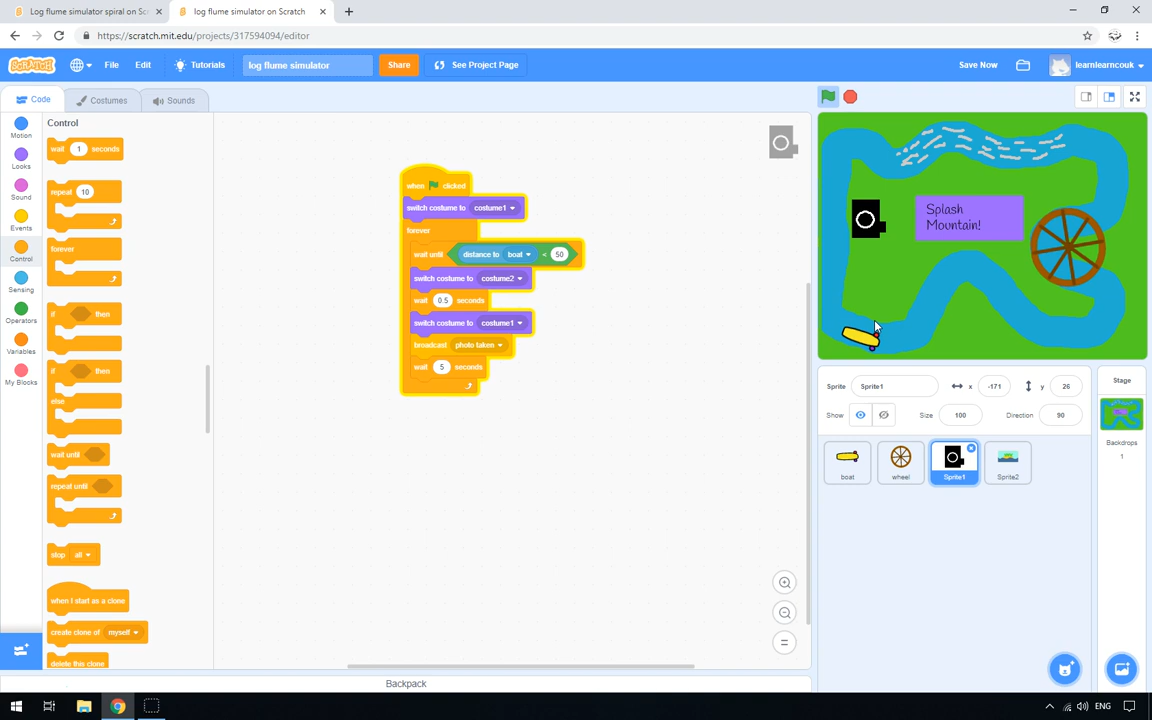 Log flume simulator spiral on Scr
log flume simulator on Scratch
https://scratch.mit.edu/projects/317594094/editor
SCRATCH
File
Edit
Tutorials
log flume simulator
Share
See Project Page
Save Now
learnlearncouk
Code
Costumes
Sounds
Motion
Looks
Sound
Events
Control
Sensing
Operators
Variables
My Blocks
Control
wait 1 seconds
repeat 10
forever
if then
if then
else
wait until
repeat until
stop all
when I start as a clone
create clone of myself
delete this clone
when clicked
switch costume to costume1
forever
wait until distance to boat < 50
switch costume to costume2
wait 0.5 seconds
switch costume to costume1
broadcast photo taken
wait 5 seconds
Backpack
Splash
Mountain!
Sprite Sprite1 x -171 y 26
Show Size 100 Direction 90
boat
wheel
Sprite1
Sprite2
Stage
Backdrops
1
ENG